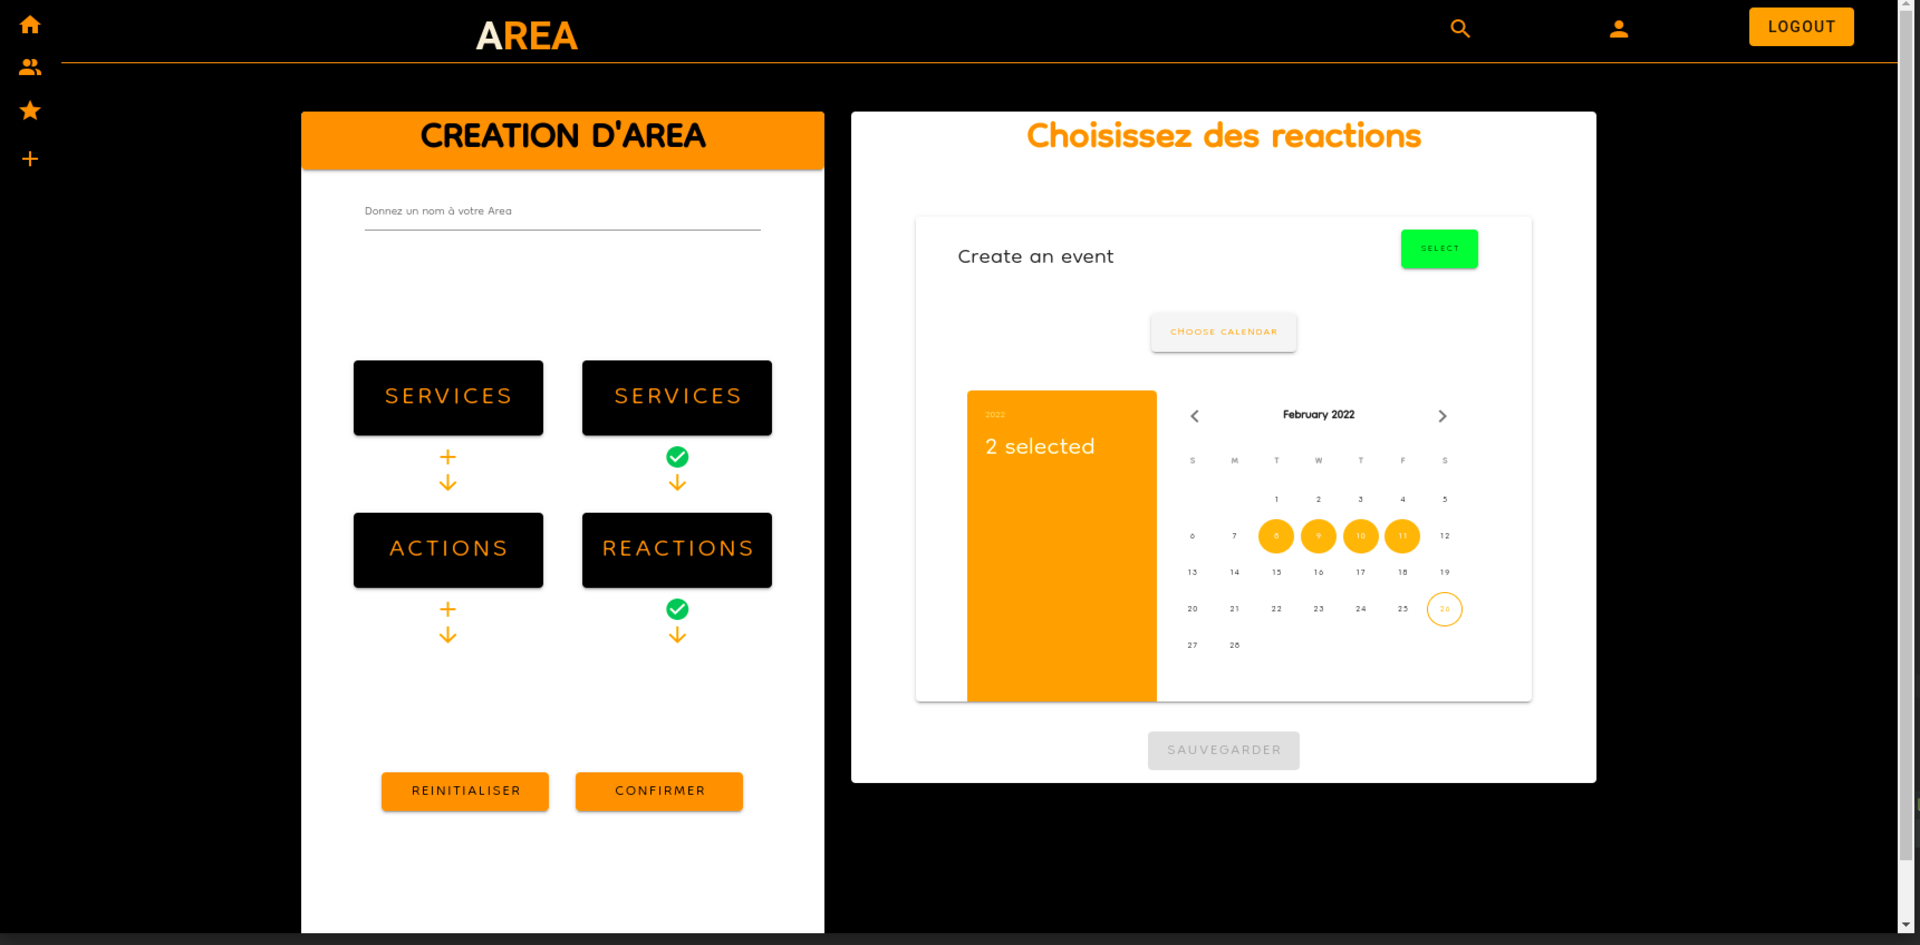 AREA
LOGOUT
CREATION D'AREA
Donnez un nom à votre Area
SERVICES
SERVICES
ACTIONS
REACTIONS
REINITIALISER
CONFIRMER
Choisissez des reactions
Create an event
SELECT
CHOOSE CALENDAR
2022
2 selected
February 2022
S M T W T F S
1 2 3 4 5
6 7 8 9 10 11 12
13 14 15 16 17 18 19
20 21 22 23 24 25 26
27 28
SAUVEGARDER